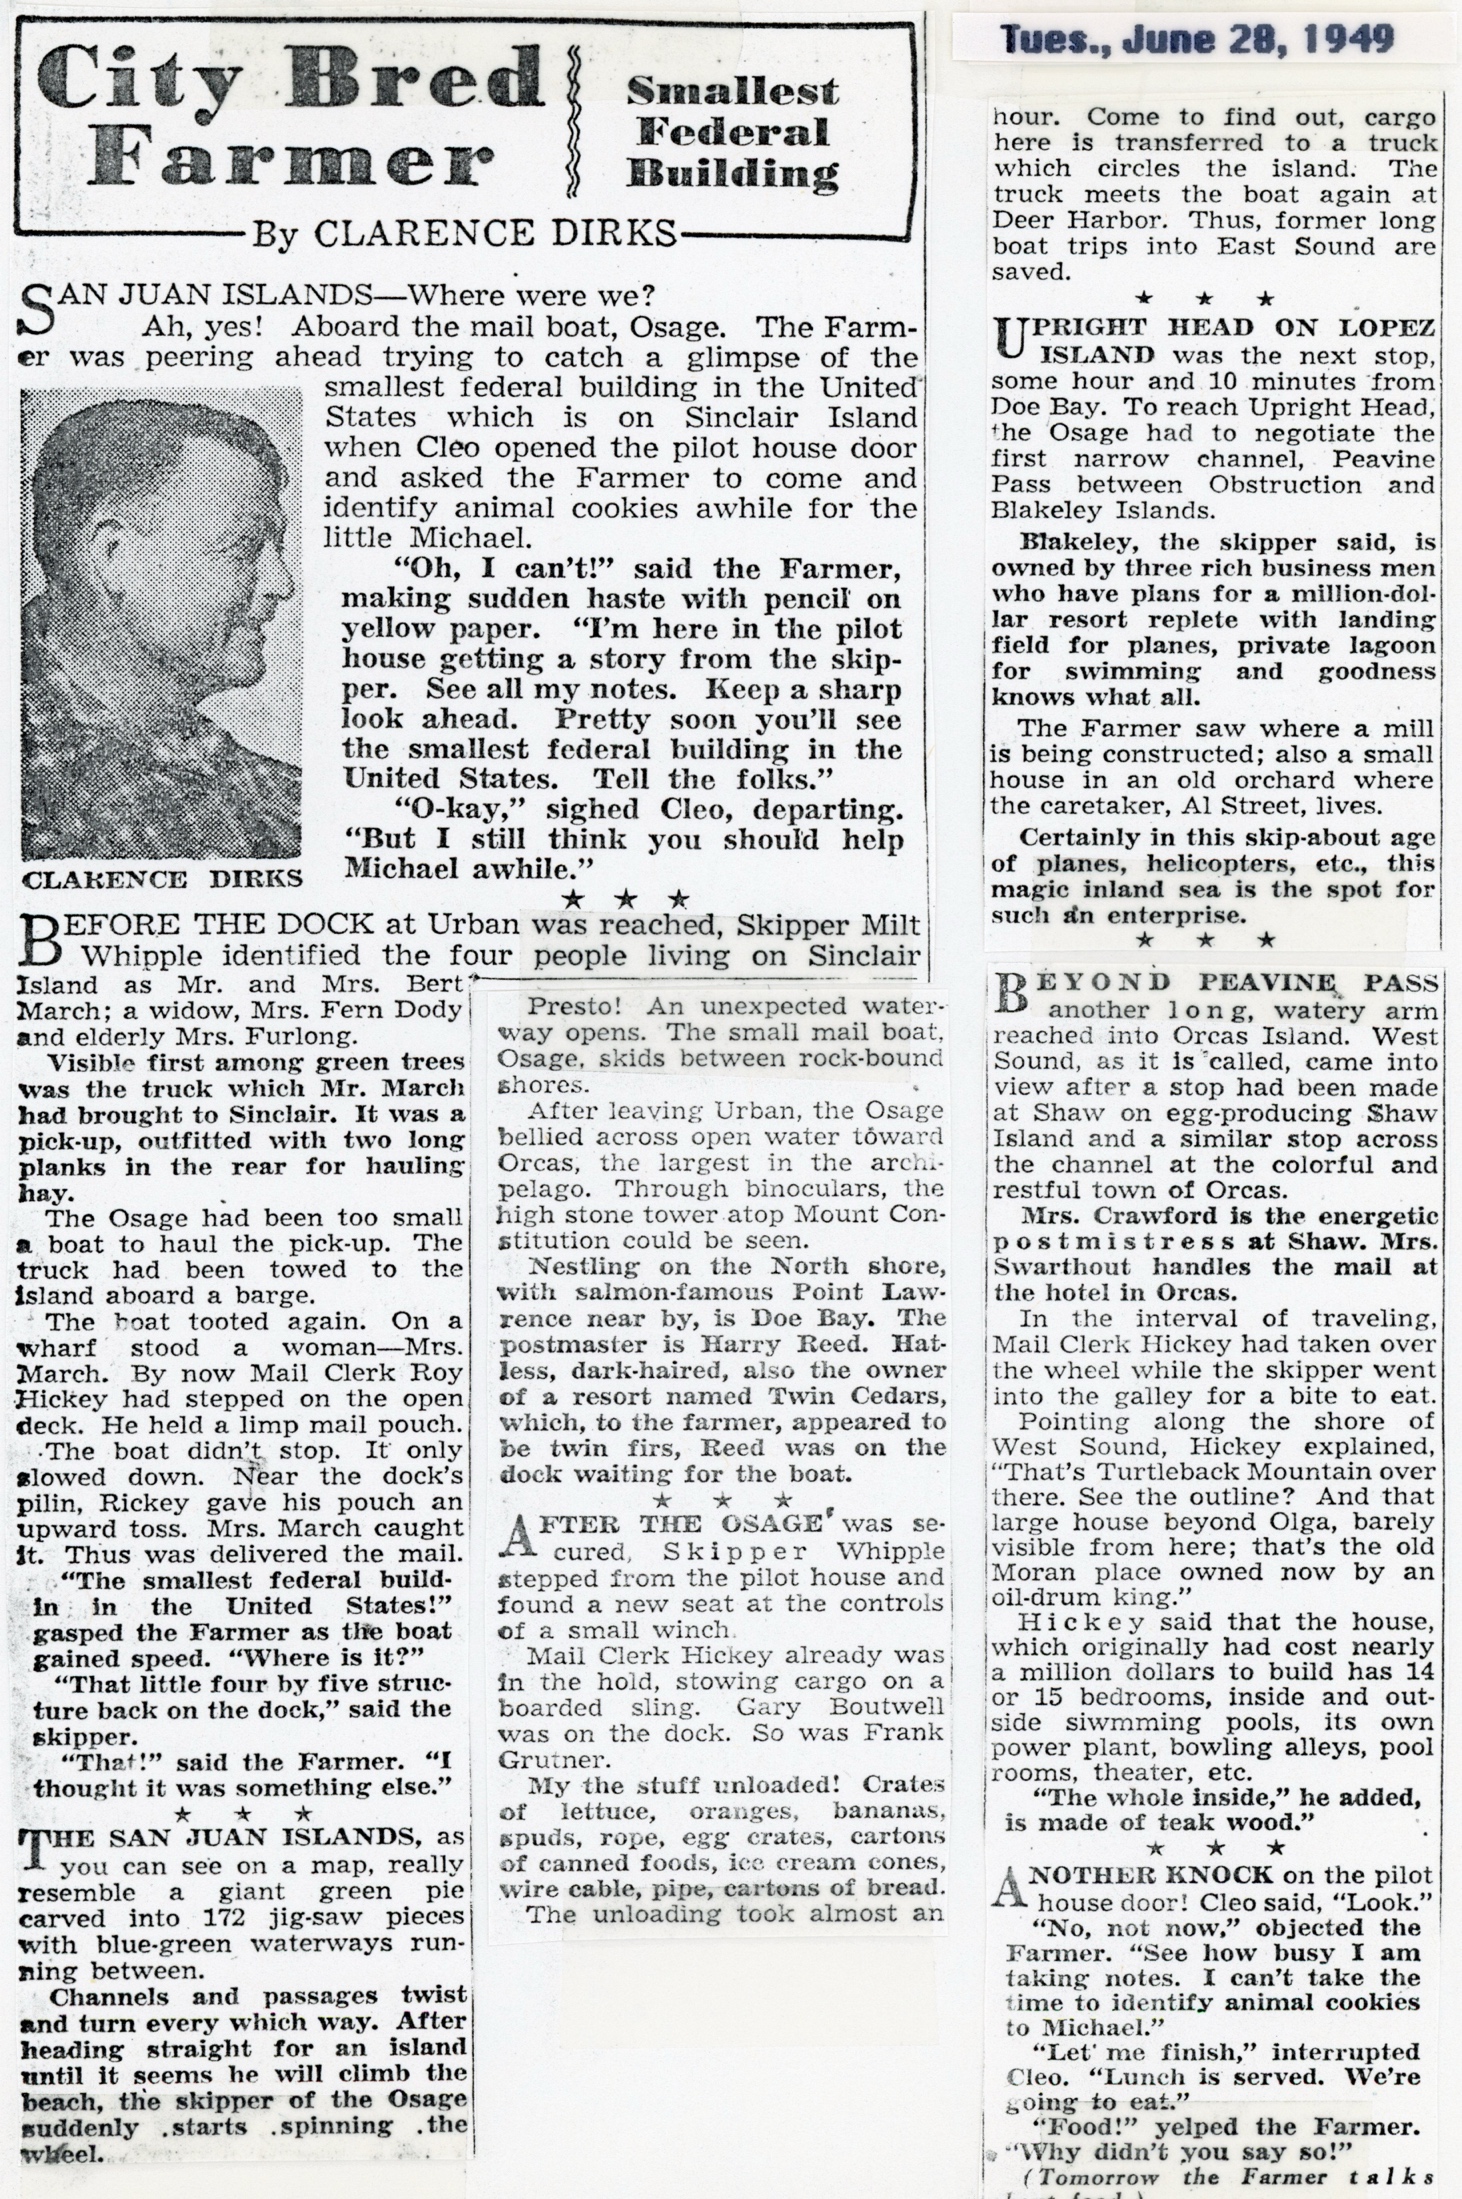 City Bred
Farmer
Smallest
Federal
Building
By CLARENCE DIRKS
Tues., June 28, 1949
SAN JUAN ISLANDS—Where were we?
Ah, yes! Aboard the mail boat, Osage. The Farm-
er was peering ahead trying to catch a glimpse of the
smallest federal building in the United
States which is on Sinclair Island
when Cleo opened the pilot house door
and asked the Farmer to come and
identify animal cookies awhile for the
little Michael.
"Oh, I can't!" said the Farmer,
making sudden haste with pencil on
yellow paper. "I'm here in the pilot
house getting a story from the skip-
per. See all my notes. Keep a sharp
look ahead. Pretty soon you'll see
the smallest federal building in the
United States. Tell the folks."
"O-kay," sighed Cleo, departing.
"But I still think you should help
Michael awhile."
CLARENCE DIRKS
★ ★ ★
BEFORE THE DOCK at Urban was reached, Skipper Milt
Whipple identified the four people living on Sinclair
Island as Mr. and Mrs. Bert
March; a widow, Mrs. Fern Dody
and elderly Mrs. Furlong.
Visible first among green trees
was the truck which Mr. March
had brought to Sinclair. It was a
pick-up, outfitted with two long
planks in the rear for hauling
hay.
The Osage had been too small
a boat to haul the pick-up. The
truck had been towed to the
island aboard a barge.
The boat tooted again. On a
wharf stood a woman—Mrs.
March. By now Mail Clerk Roy
Hickey had stepped on the open
deck. He held a limp mail pouch.
The boat didn't stop. It only
slowed down. Near the dock's
pilin, Rickey gave his pouch an
upward toss. Mrs. March caught
it. Thus was delivered the mail.
"The smallest federal build-
in in the United States!"
gasped the Farmer as the boat
gained speed. "Where is it?"
"That little four by five struc-
ture back on the dock," said the
skipper.
"That!" said the Farmer. "I
thought it was something else."
★ ★ ★
THE SAN JUAN ISLANDS, as
you can see on a map, really
resemble a giant green pie
carved into 172 jig-saw pieces
with blue-green waterways run-
ning between.
Channels and passages twist
and turn every which way. After
heading straight for an island
until it seems he will climb the
beach, the skipper of the Osage
suddenly .starts .spinning .the
wheel.
Presto! An unexpected water-
way opens. The small mail boat,
Osage, skids between rock-bound
shores.
After leaving Urban, the Osage
bellied across open water toward
Orcas, the largest in the archi-
pelago. Through binoculars, the
high stone tower atop Mount Con-
stitution could be seen.
Nestling on the North shore,
with salmon-famous Point Law-
rence near by, is Doe Bay. The
postmaster is Harry Reed. Hat-
less, dark-haired, also the owner
of a resort named Twin Cedars,
which, to the farmer, appeared to
be twin firs, Reed was on the
dock waiting for the boat.
★ ★ ★
AFTER THE OSAGE was se-
cured, Skipper Whipple
stepped from the pilot house and
found a new seat at the controls
of a small winch.
Mail Clerk Hickey already was
in the hold, stowing cargo on a
boarded sling. Gary Boutwell
was on the dock. So was Frank
Grutner.
My the stuff unloaded! Crates
of lettuce, oranges, bananas,
spuds, rope, egg crates, cartons
of canned foods, ice cream cones,
wire cable, pipe, cartons of bread.
The unloading took almost an
hour. Come to find out, cargo
here is transferred to a truck
which circles the island. The
truck meets the boat again at
Deer Harbor. Thus, former long
boat trips into East Sound are
saved.
★ ★ ★
UPRIGHT HEAD ON LOPEZ
ISLAND was the next stop,
some hour and 10 minutes from
Doe Bay. To reach Upright Head,
the Osage had to negotiate the
first narrow channel, Peavine
Pass between Obstruction and
Blakeley Islands.
Blakeley, the skipper said, is
owned by three rich business men
who have plans for a million-dol-
lar resort replete with landing
field for planes, private lagoon
for swimming and goodness
knows what all.
The Farmer saw where a mill
is being constructed; also a small
house in an old orchard where
the caretaker, Al Street, lives.
Certainly in this skip-about age
of planes, helicopters, etc., this
magic inland sea is the spot for
such an enterprise.
★ ★ ★
BEYOND PEAVINE PASS
another long, watery arm
reached into Orcas Island. West
Sound, as it is called, came into
view after a stop had been made
at Shaw on egg-producing Shaw
Island and a similar stop across
the channel at the colorful and
restful town of Orcas.
Mrs. Crawford is the energetic
postmistress at Shaw. Mrs.
Swarthout handles the mail at
the hotel in Orcas.
In the interval of traveling,
Mail Clerk Hickey had taken over
the wheel while the skipper went
into the galley for a bite to eat.
Pointing along the shore of
West Sound, Hickey explained,
"That's Turtleback Mountain over
there. See the outline? And that
large house beyond Olga, barely
visible from here; that's the old
Moran place owned now by an
oil-drum king."
Hickey said that the house,
which originally had cost nearly
a million dollars to build has 14
or 15 bedrooms, inside and out-
side siwmming pools, its own
power plant, bowling alleys, pool
rooms, theater, etc.
"The whole inside," he added,
is made of teak wood."
★ ★ ★
ANOTHER KNOCK on the pilot
house door! Cleo said, "Look."
"No, not now," objected the
Farmer. "See how busy I am
taking notes. I can't take the
time to identify animal cookies
to Michael."
"Let me finish," interrupted
Cleo. "Lunch is served. We're
going to eat."
"Food!" yelped the Farmer.
"Why didn't you say so!"
(Tomorrow the Farmer talks